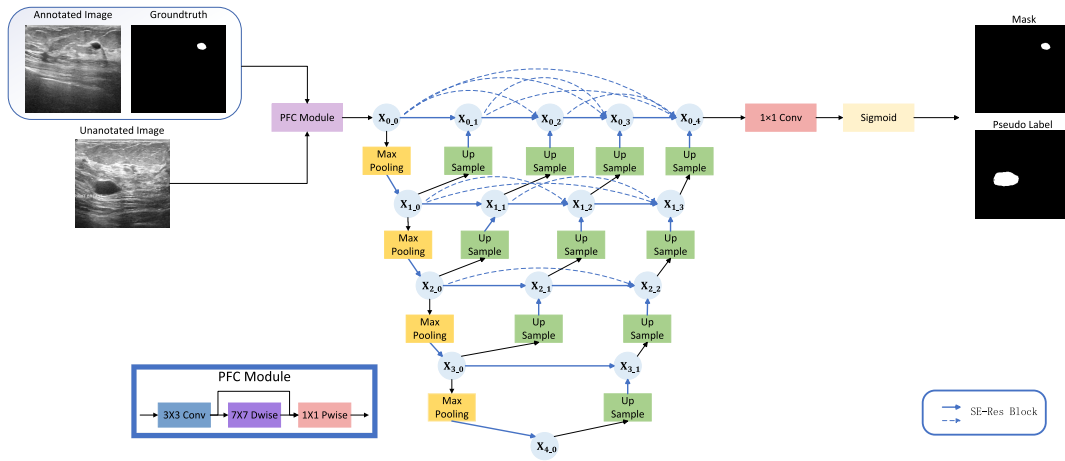 Annotated Image
Groundtruth
Mask
Unanotated Image
PFC Module
X0_0
X0_1
X0_2
X0_3
X0_4
1×1 Conv
Sigmoid
Pseudo Label
Max
Pooling
Up
Sample
Up
Sample
Up
Sample
Up
Sample
X1_0
X1_1
X1_2
X1_3
Max
Pooling
Up
Sample
Up
Sample
Up
Sample
X2_0
X2_1
X2_2
Max
Pooling
Up
Sample
Up
Sample
X3_0
X3_1
Max
Pooling
Up
Sample
X4_0
PFC Module
3X3 Conv
7X7 Dwise
1X1 Pwise
SE-Res Block